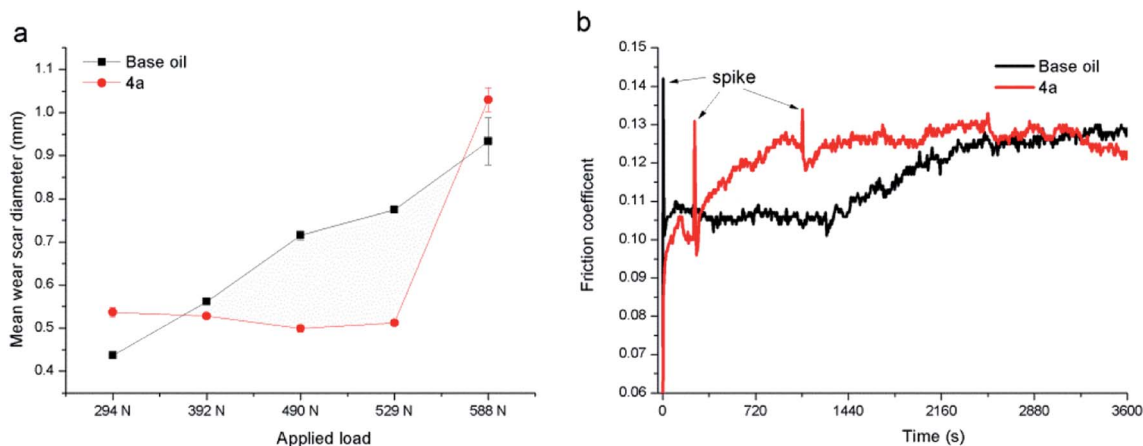 a
Mean wear scar diameter (mm)
1.1
1.0
0.9
0.8
0.7
0.6
0.5
0.4
Base oil
4a
294 N 392 N 490 N 529 N 588 N
Applied load
b
Friction coefficent
0.15
0.14
0.13
0.12
0.11
0.10
0.09
0.08
0.07
0.06
spike
Base oil
4a
0 720 1440 2160 2880 3600
Time (s)